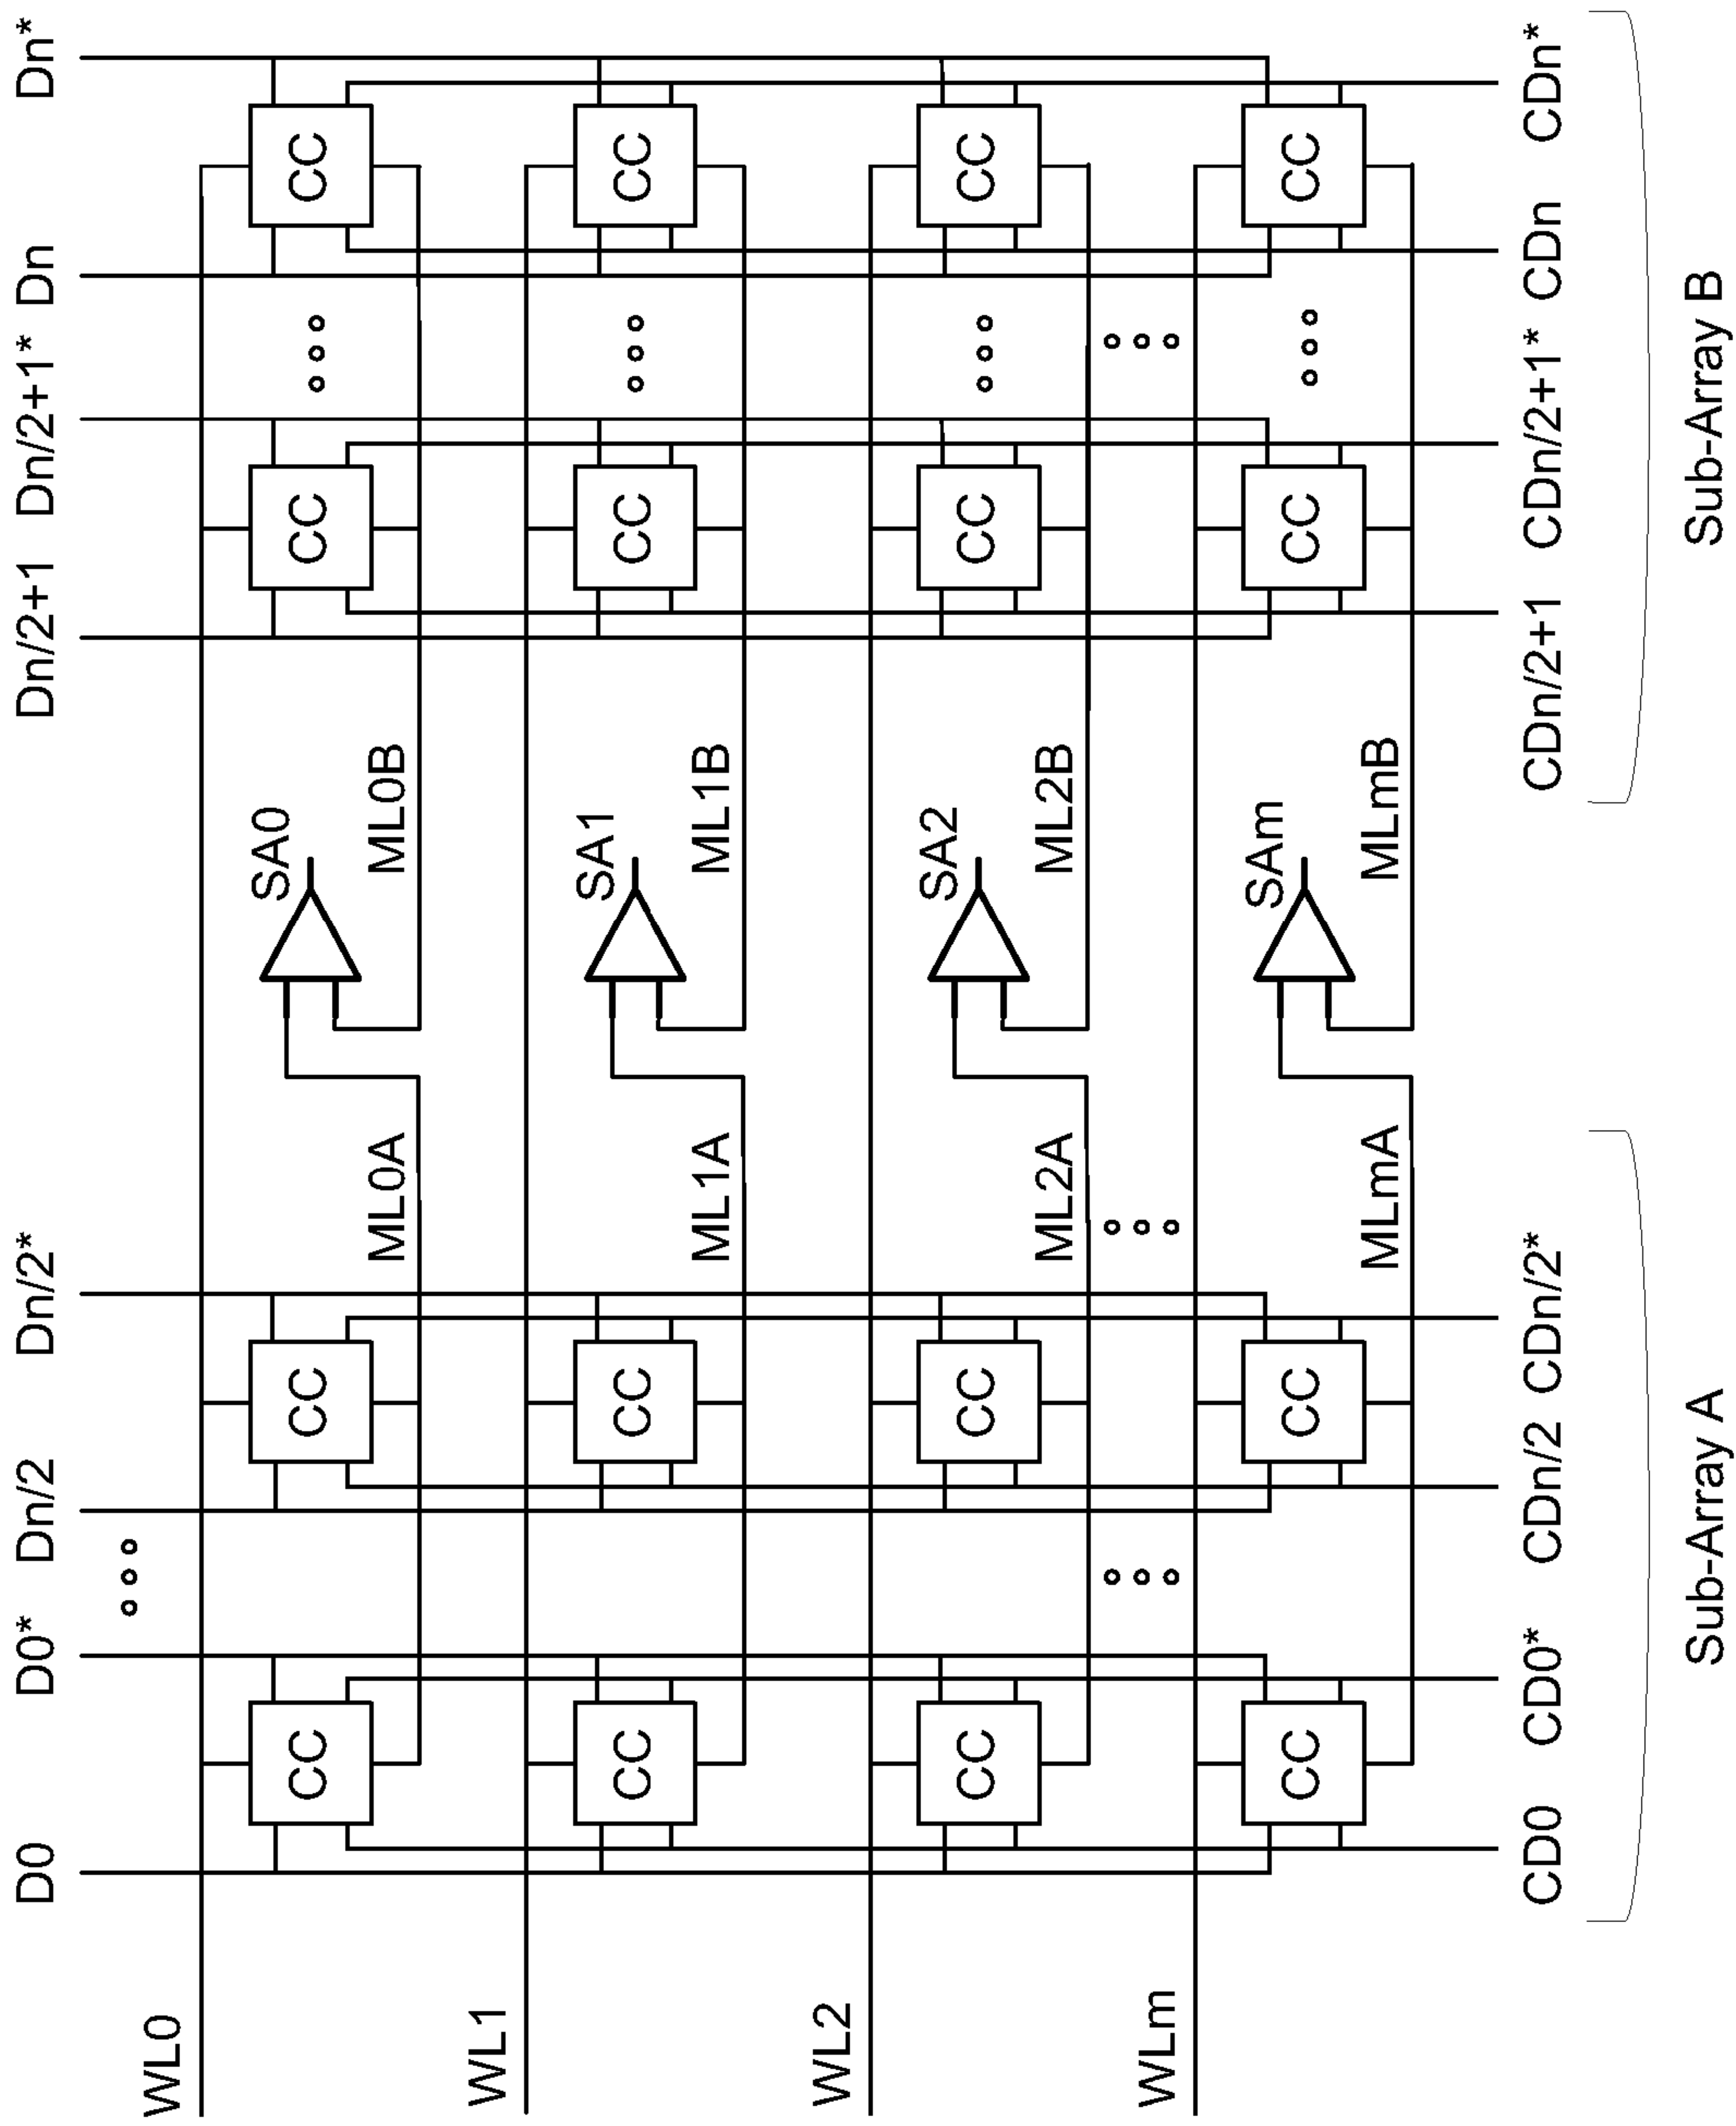 D0 D0* Dn/2 Dn/2* Dn/2+1 Dn/2+1* Dn Dn*
WL0
SA0
CC CC CC CC
ML0A ML0B
WL1
SA1
CC CC CC CC
ML1A ML1B
WL2
SA2
CC CC CC CC
ML2A ML2B
WLm
SAm
CC CC CC CC
MLmA MLmB
CD0 CD0* CDn/2 CDn/2* CDn/2+1 CDn/2+1* CDn CDn*
Sub-Array A Sub-Array B